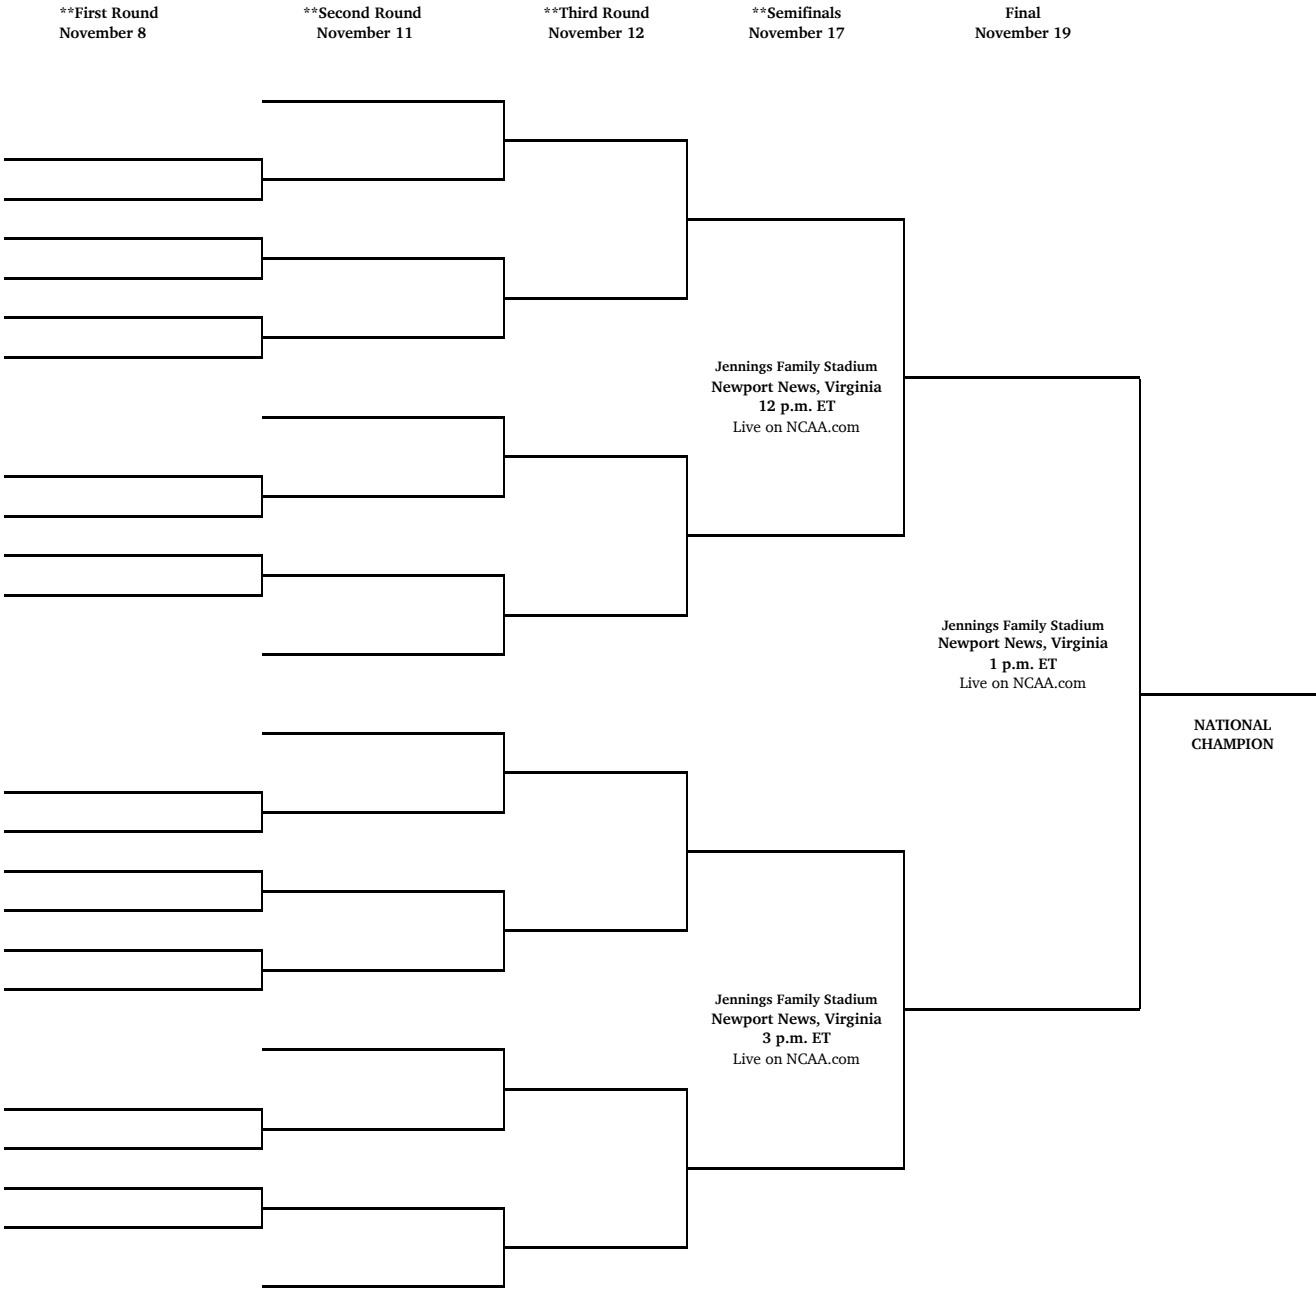 **First Round
November 8
**Second Round
November 11
**Third Round
November 12
**Semifinals
November 17
Final
November 19
Jennings Family Stadium
Newport News, Virginia
12 p.m. ET
Live on NCAA.com
Jennings Family Stadium
Newport News, Virginia
1 p.m. ET
Live on NCAA.com
NATIONAL
CHAMPION
Jennings Family Stadium
Newport News, Virginia
3 p.m. ET
Live on NCAA.com